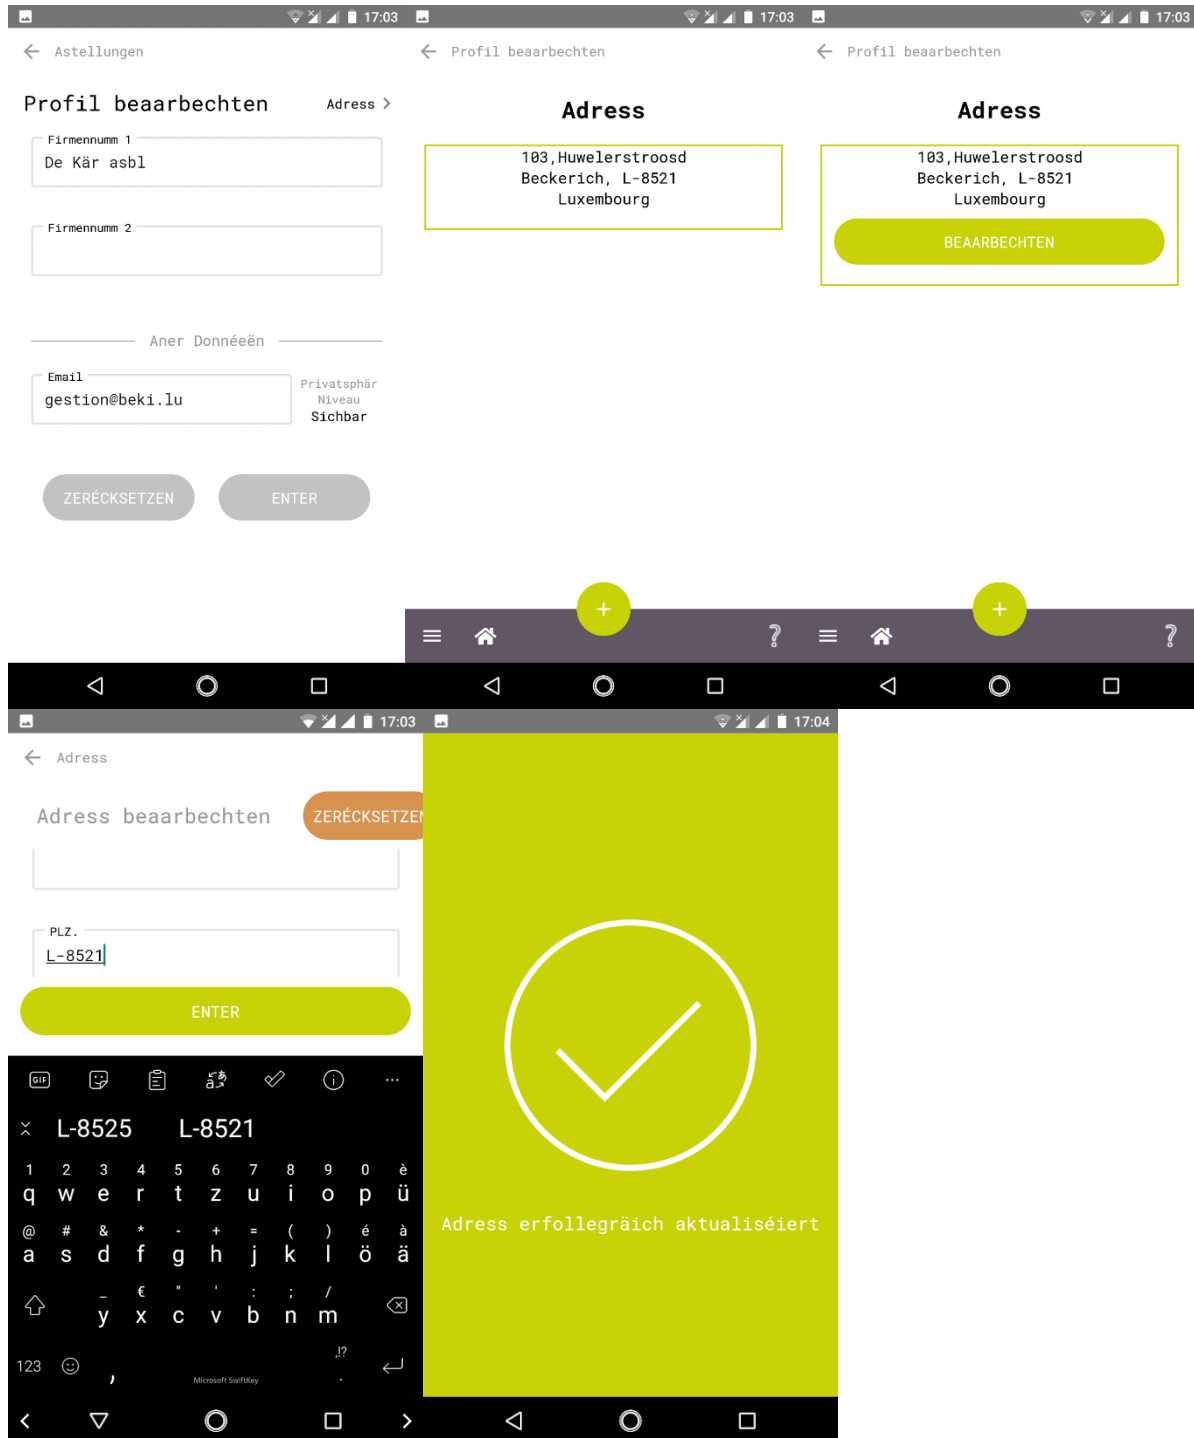 17:03
Astellungen
Profil beaarbechten
Adress
Firmennumm 1
De Kär asbl
Firmennumm 2
Aner Donnéeën
Email
gestion@beki.lu
Privatsphär
Niveau
Sichbar
ZERÉCKSETZEN
ENTER
17:03
Profil beaarbechten
Adress
103,Huwelerstroosd
Beckerich, L-8521
Luxembourg
+
?
17:03
Profil beaarbechten
Adress
103,Huwelerstroosd
Beckerich, L-8521
Luxembourg
BEAARBECHTEN
+
?
17:03
Adress
Adress beaarbechten
ZERÉCKSETZEN
PLZ.
L-8521
ENTER
GIF
L-8525 L-8521
1 2 3 4 5 6 7 8 9 0 è
q w e r t z u i o p ü
@ # & * - + = ( ) é à
a s d f g h j k l ö ä
_ € " ' : ; /
y x c v b n m
,!?
123 , Microsoft SwiftKey .
17:04
Adress erfollegräich aktualiséiert